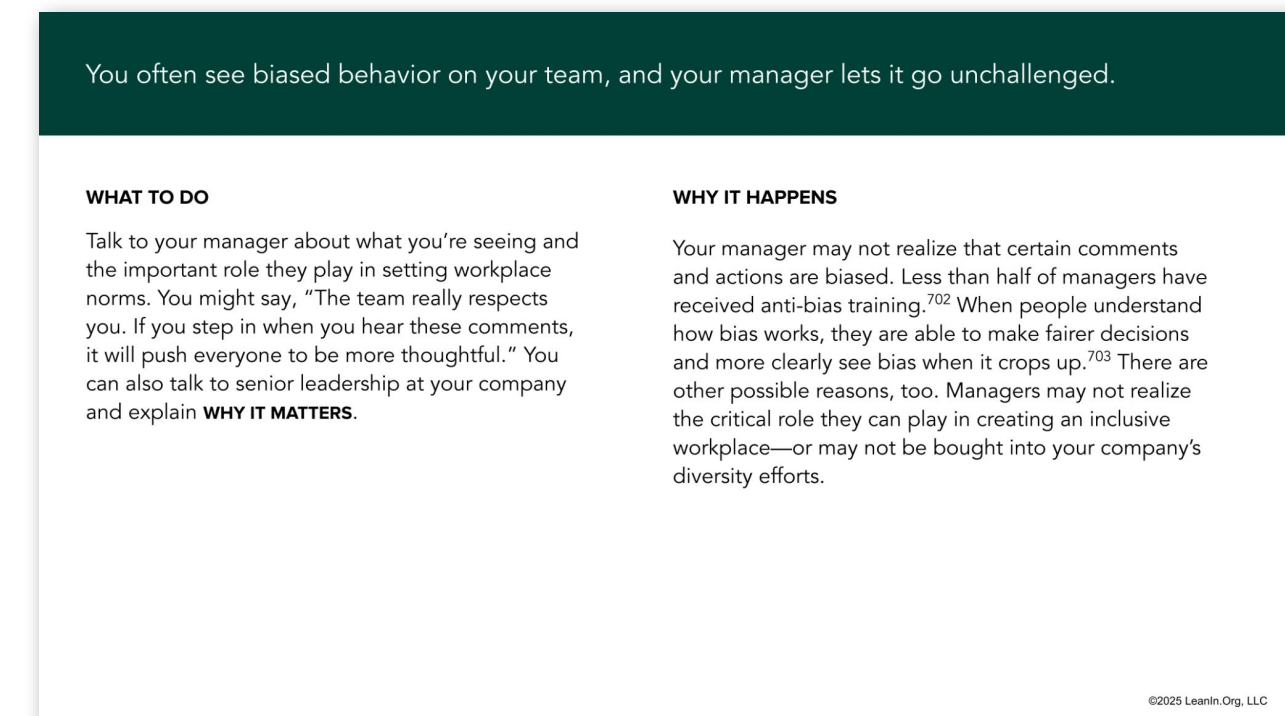 You often see biased behavior on your team, and your manager lets it go unchallenged.
WHAT TO DO
Talk to your manager about what you’re seeing and
the important role they play in setting workplace
norms. You might say, “The team really respects
you. If you step in when you hear these comments,
it will push everyone to be more thoughtful.” You
can also talk to senior leadership at your company
and explain WHY IT MATTERS.
WHY IT HAPPENS
Your manager may not realize that certain comments
and actions are biased. Less than half of managers have
received anti-bias training.702 When people understand
how bias works, they are able to make fairer decisions
and more clearly see bias when it crops up.703 There are
other possible reasons, too. Managers may not realize
the critical role they can play in creating an inclusive
workplace—or may not be bought into your company’s
diversity efforts.
©2025 LeanIn.Org, LLC